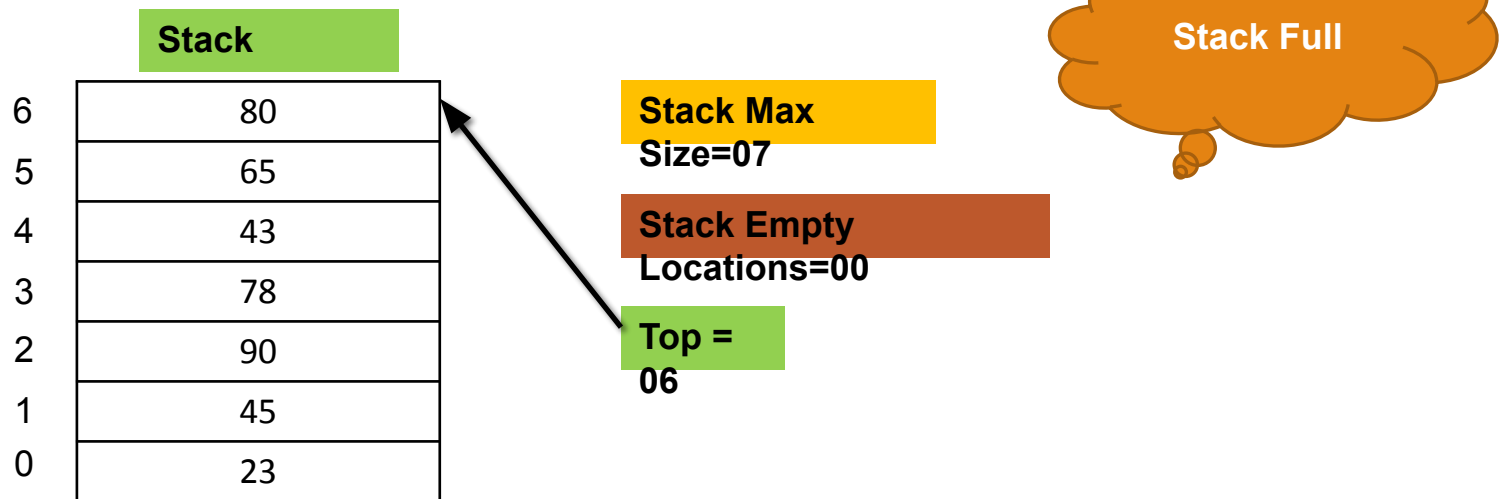 Stack
Stack Full
6 80
5 65
4 43
3 78
2 90
1 45
0 23
Stack Max
Size=07
Stack Empty
Locations=00
Top =
06